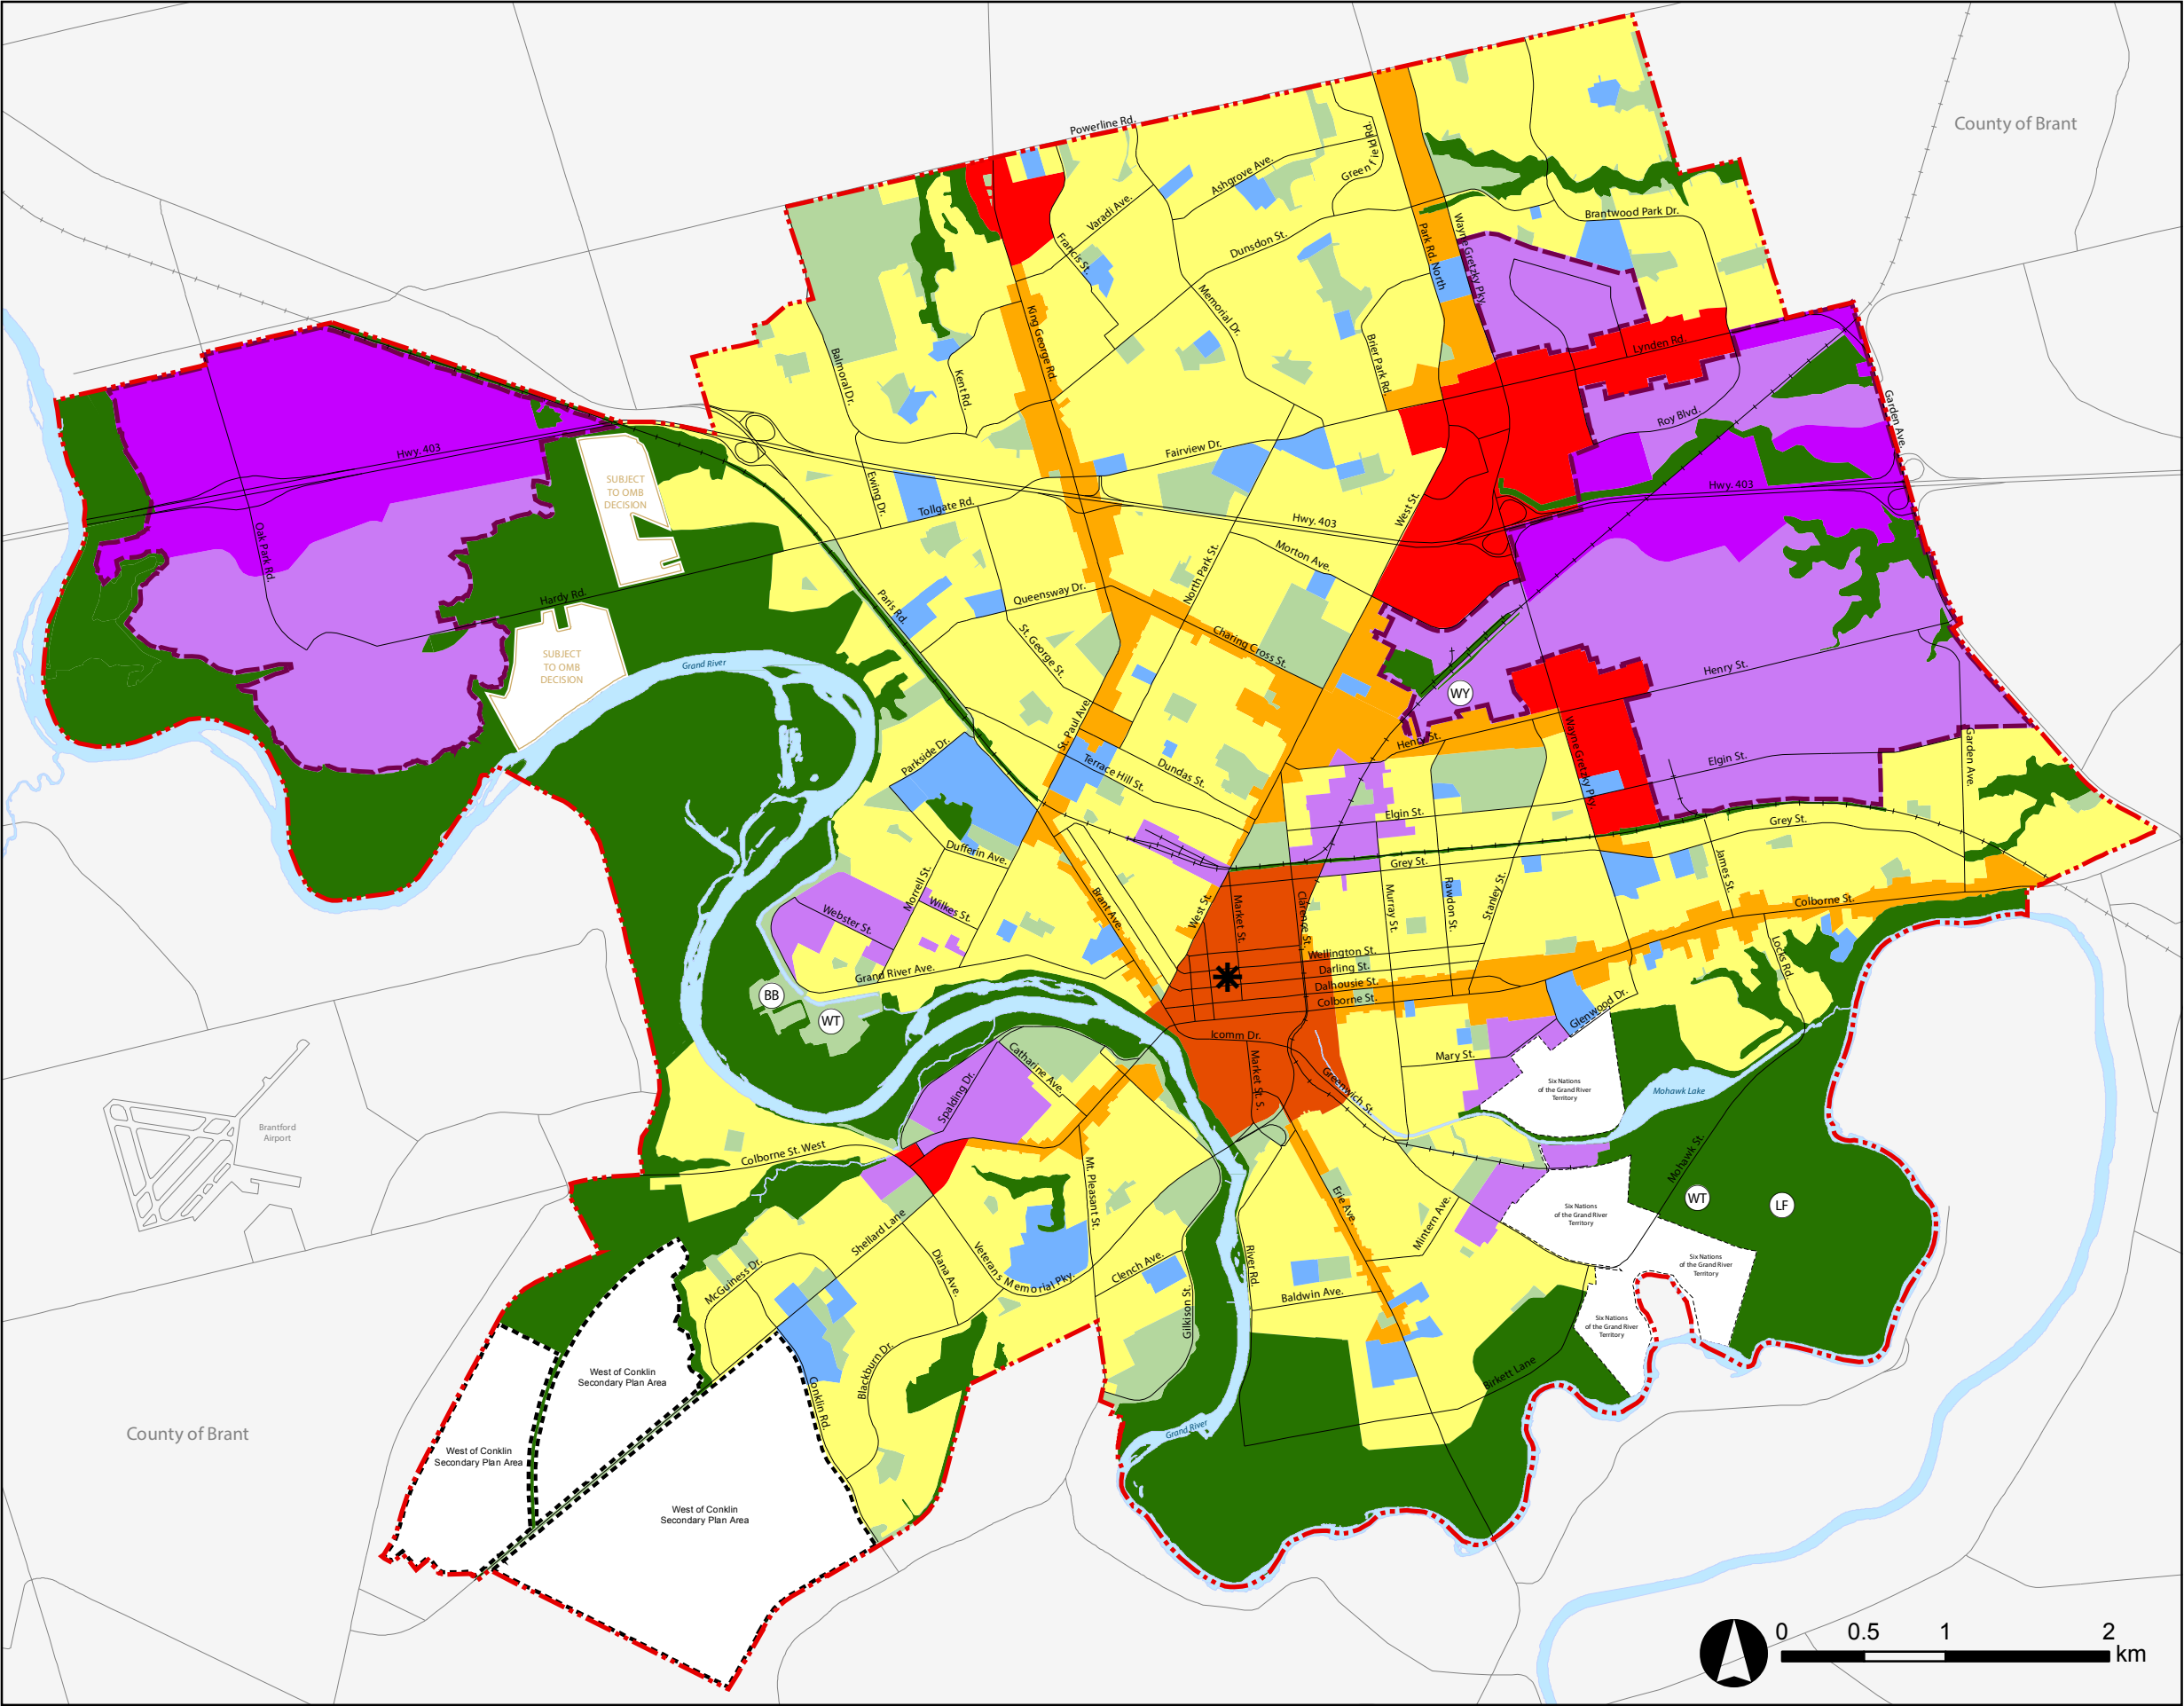 County of Brant
Powerline Rd.
Greenfield Rd.
Ashgrove Ave.
Varadi Ave.
Francis St.
Dunsdon St.
Brantwood Park Dr.
Park Rd. North
Wayne Gretzky Pky.
Memorial Dr.
King George Rd.
Balmoral Dr.
Kent Rd.
Brier Park Rd.
Lynden Rd.
Roy Blvd.
Garden Ave.
Hwy. 403
Oak Park Rd.
SUBJECT
TO OMB
DECISION
Ewing Dr.
Tollgate Rd.
Fairview Dr.
Hwy. 403
West St.
Hwy. 403
Morton Ave.
North Park St.
Hardy Rd.
Paris Rd.
Queensway Dr.
St. George St.
Charing Cross St.
SUBJECT
TO OMB
DECISION
Grand River
WY
Henry St.
St. Paul Ave.
Henry St.
Wayne Gretzky Pky.
Elgin St.
Garden Ave.
Parkside Dr.
Terrace Hill St.
Dundas St.
Elgin St.
Grey St.
Grey St.
James St.
Dufferin Ave.
Morrell St.
Wilkes St.
Webster St.
Brant Ave.
West St.
Market St.
Clarence St.
Murray St.
Rawdon St.
Stanley St.
Colborne St.
Locks Rd.
Grand River Ave.
Wellington St.
Darling St.
Dalhousie St.
Colborne St.
BB
WT
Glenwood Dr.
Icomm Dr.
Market St. S.
Greenwich St.
Mary St.
Catharine Ave.
Spalding Dr.
Six Nations
of the Grand River
Territory
Mohawk Lake
Mohawk St.
Brantford
Airport
Colborne St. West
Mt. Pleasant St.
Erie Ave.
Mintern Ave.
Six Nations
of the Grand River
Territory
WT
LF
Shellard Lane
McGuiness Dr.
Diana Ave.
Veterans Memorial Pky.
Clench Ave.
River Rd.
Gilkison St.
Baldwin Ave.
Six Nations
of the Grand River
Territory
Six Nations
of the Grand River
Territory
Birkett Lane
Blackburn Dr.
Conklin Rd.
West of Conklin
Secondary Plan Area
County of Brant
West of Conklin
Secondary Plan Area
Grand River
West of Conklin
Secondary Plan Area
0 0.5 1 2
km